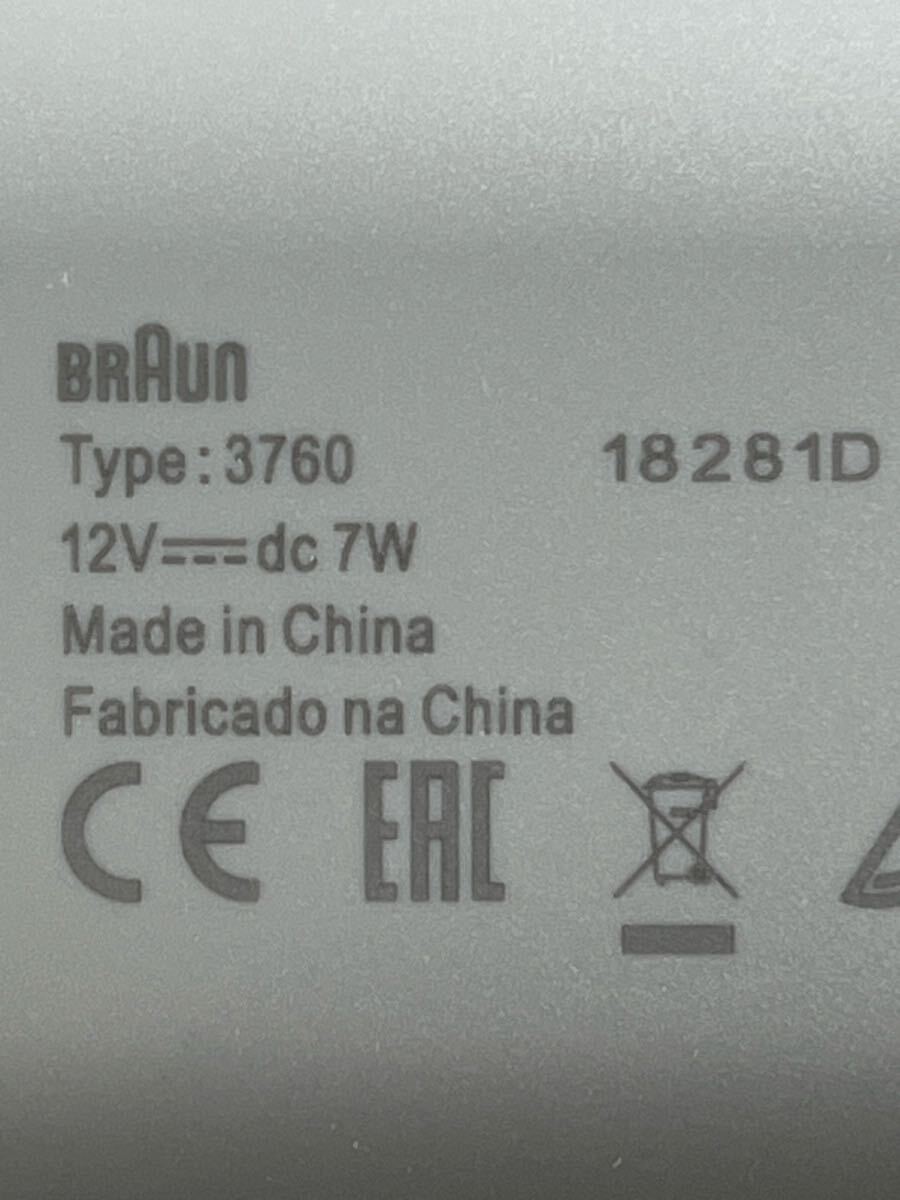 BRAUN
Type: 3760 18281D
12V⎓dc 7W
Made in China
Fabricado na China
CE EAC